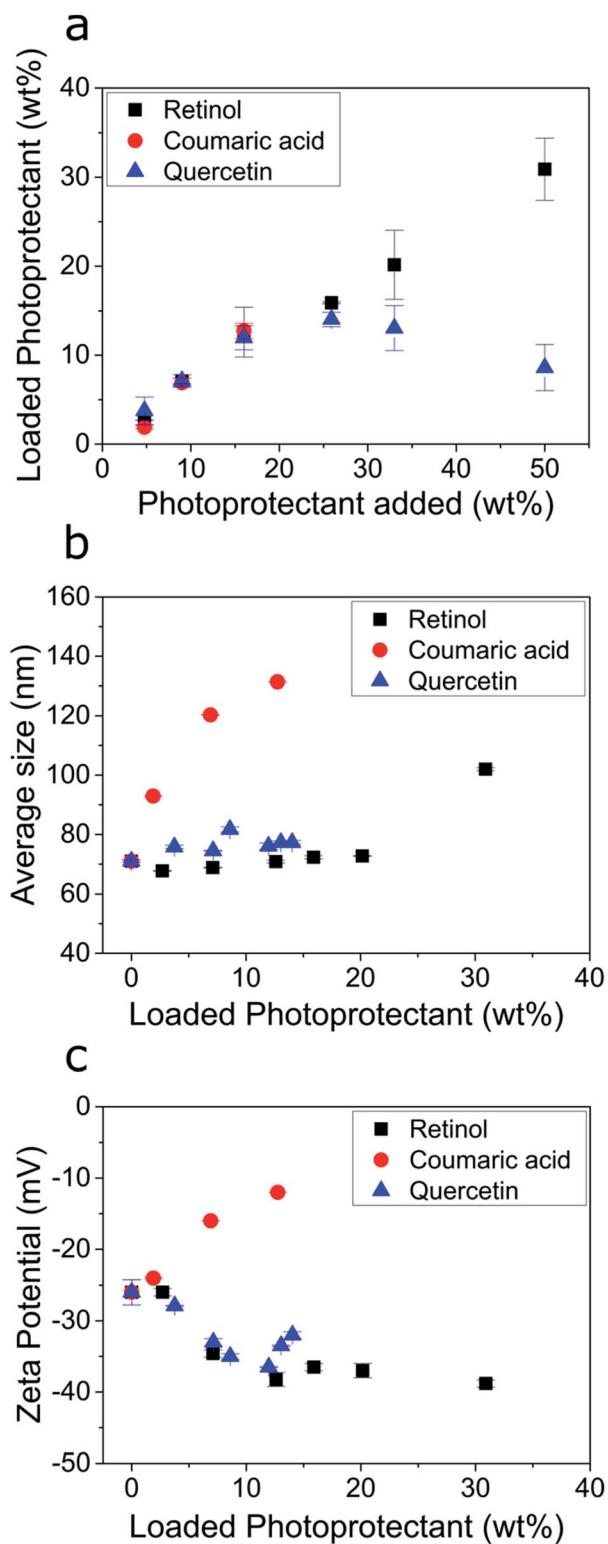 a
Loaded Photoprotectant (wt%)
40
30
20
10
0
Retinol
Coumaric acid
Quercetin
0 10 20 30 40 50
Photoprotectant added (wt%)
b
Average size (nm)
160
140
120
100
80
60
40
Retinol
Coumaric acid
Quercetin
0 10 20 30 40
Loaded Photoprotectant (wt%)
c
Zeta Potential (mV)
-0
-10
-20
-30
-40
-50
Retinol
Coumaric acid
Quercetin
0 10 20 30 40
Loaded Photoprotectant (wt%)